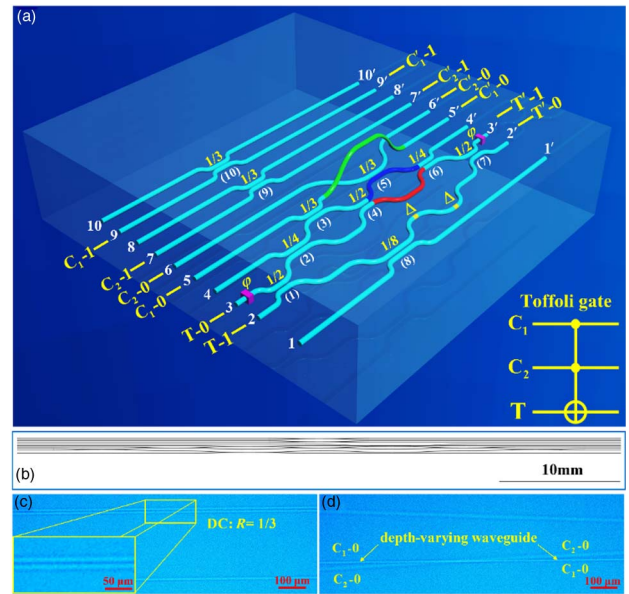 (a)
C′₁-1
10′
9′
C′₂-1
8′
C′₂-0
7′
C′₁-0
6′
T′-1
5′
T′-0
4′
φ
3′
2′
1′
1/3
(10)
1/3
(9)
1/3
1/4
1/2
(7)
(6)
(5)
1/3
1/2
(4)
Δ
Δ
(3)
1/4
(2)
1/8
(8)
1/2
φ
(1)
10
9
C₁-1
8
7
C₂-1
6
C₂-0
5
C₁-0
4
3
T-0
2
T-1
1
Toffoli gate
C₁
C₂
T
(b)
10mm
(c)
DC: R= 1/3
50 μm
100 μm
(d)
C₁-0
depth-varying waveguide
C₂-0
C₂-0
C₁-0
100 μm